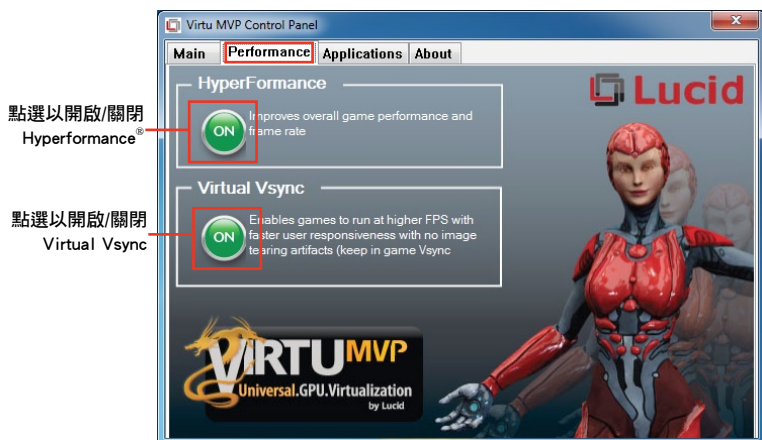 Virtu MVP Control Panel
Main Performance Applications About
HyperFormance
Lucid
點選以開啟/關閉
Hyperformance®
ON
Improves overall game performance and
frame rate
Virtual Vsync
點選以開啟/關閉
Virtual Vsync
ON
Enables games to run at higher FPS with
faster user responsiveness with no image
tearing artifacts (keep in game Vsync
VIRTU MVP
Universal.GPU.Virtualization
by Lucid